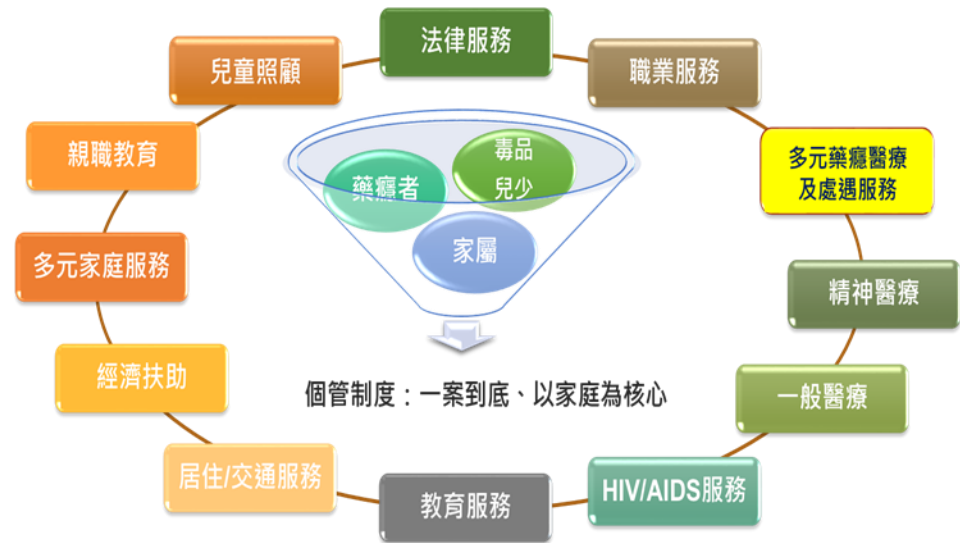 法律服務
職業服務
多元藥癮醫療
及處遇服務
精神醫療
一般醫療
HIV/AIDS服務
教育服務
居住/交通服務
經濟扶助
多元家庭服務
親職教育
兒童照顧
藥癮者
毒品
兒少
家屬
個管制度：一案到底、以家庭為核心